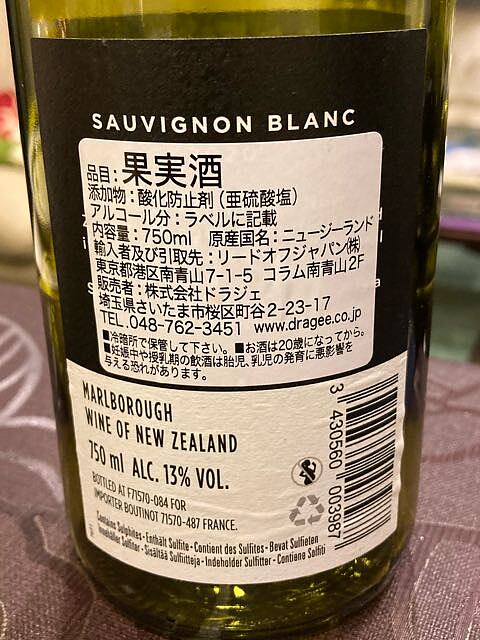 SAUVIGNON BLANC
品目:果実酒
添加物:酸化防止剤(亜硫酸塩)
アルコール分:ラベルに記載
内容量:750ml 原産国名:ニュージーランド
輸入者及び引取先:リードオフジャパン㈱
東京都港区南青山7-1-5 コラム南青山2F
販売者:株式会社ドラジェ
埼玉県さいたま市桜区町谷2-23-17
TEL.048-762-3451 www.dragee.co.jp
■冷暗所で保管して下さい。■お酒は20歳になってから。
■妊娠中や授乳期の飲酒は胎児、乳児の発育に悪影響を
与える恐れがあります。
MARLBOROUGH
WINE OF NEW ZEALAND
750 ml ALC. 13% VOL.
BOTTLED AT F71570-084 FOR
IMPORTER BOUTINOT 71570-487 FRANCE.
Contains Sulphites - Enthält Sulfite - Contient des Sulfites - Bevat Sulfieten
Innehåller Sulfiter - Sisältää Sulfiitteja - Indeholder Sulfitter - Contiene Solfiti
3 430560 003987